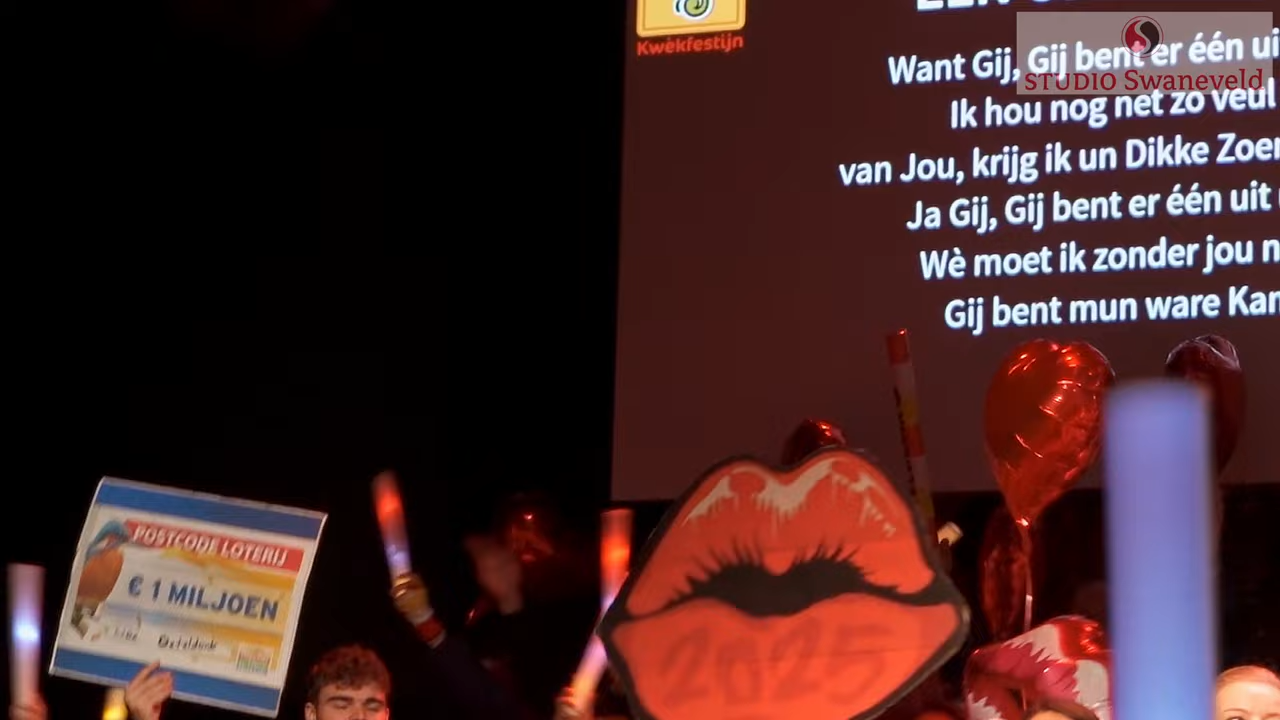 Kwèkfestijn
Want Gij, Gij bent er één ui
Ik hou nog net zo veul
van Jou, krijg ik un Dikke Zoen
Ja Gij, Gij bent er één uit
Wè moet ik zonder jou n
Gij bent mun ware Kar
STUDIO Swaneveld
POSTCODE LOTERIJ
€ 1 MILJOEN
2025